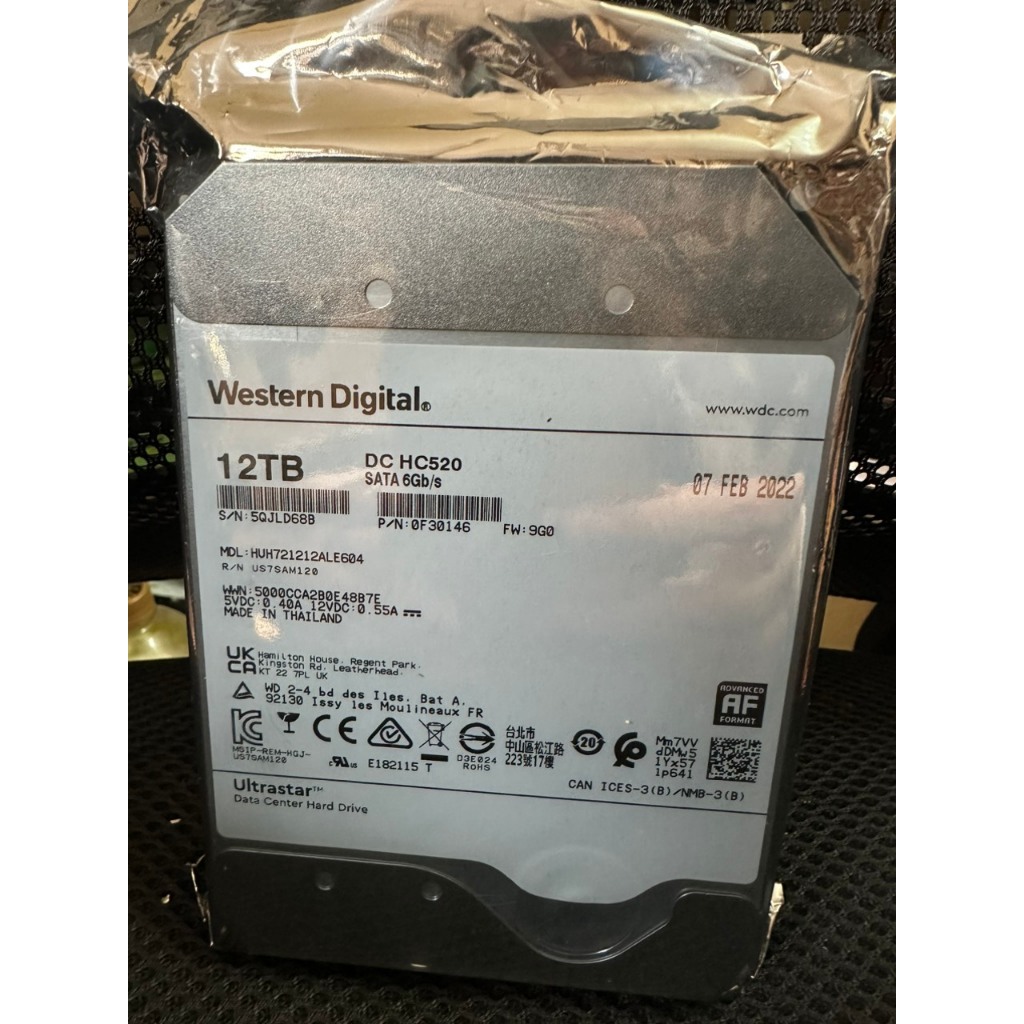 Western Digital®
www.wdc.com
12TB
DC HC520
SATA 6Gb/s
07 FEB 2022
S/N:5QJLD68B
P/N:0F30146
FW:9G0
MDL:HUH721212ALE604
R/N US7SAM120
WWN:5000CCA2B0E48B7E
5VDC:0.40A 12VDC:0.55A
MADE IN THAILAND
UK
CA
Hamilton House, Regent Park,
Kingston Rd, Leatherhead,
KT 22 7PL UK
WD 2-4 bd des Iles, Bat A,
92130 Issy les Moulineaux FR
ADVANCED
AF
FORMAT
MSIP-REM-HGJ-
US7SAM120
E182115 T
D3E024
RoHS
台北市
中山區松江路
223號17樓
20
Mm7VV
dDMw5
1Yx57
1p641
CAN ICES-3(B)/NMB-3(B)
Ultrastar™
Data Center Hard Drive